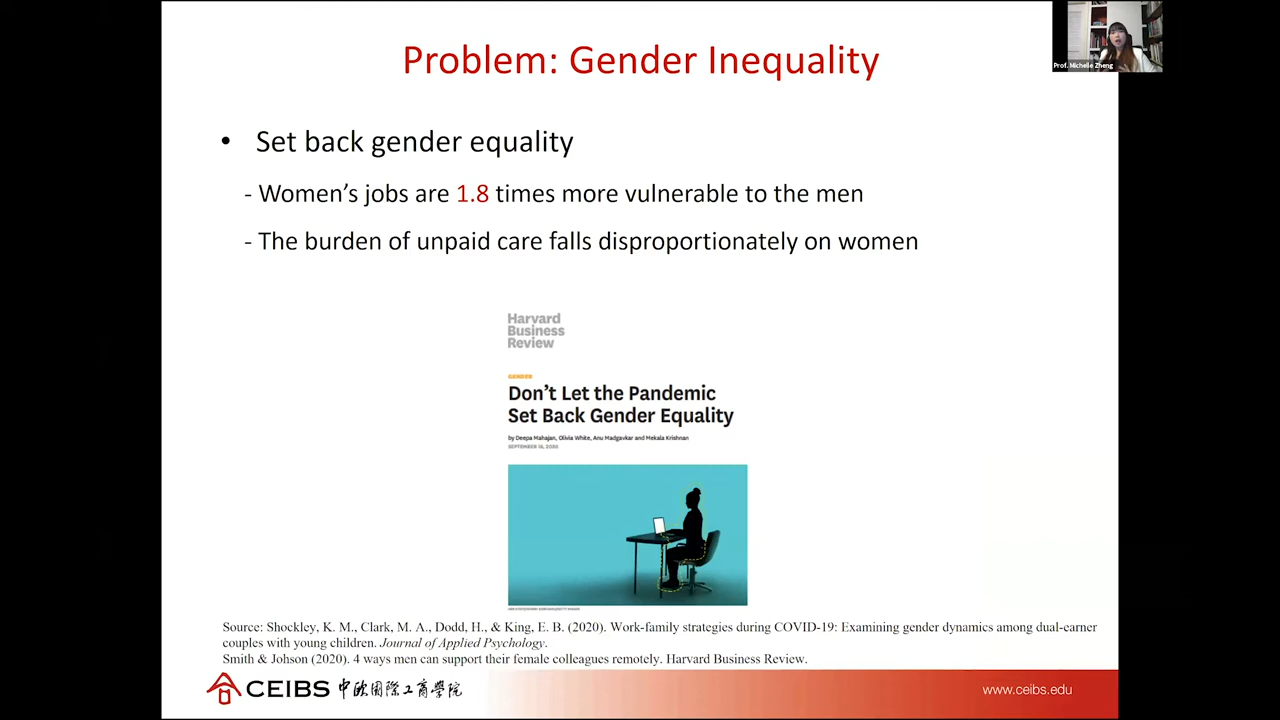 Problem: Gender Inequality
Prof. Michelle Zheng
• Set back gender equality
- Women's jobs are 1.8 times more vulnerable to the men
- The burden of unpaid care falls disproportionately on women
Harvard
Business
Review
GENDER
Don't Let the Pandemic
Set Back Gender Equality
by Deepa Mahajan, Olivia White, Anu Madgavkar and Mekala Krishnan
SEPTEMBER 16, 2020
Source: Shockley, K. M., Clark, M. A., Dodd, H., & King, E. B. (2020). Work-family strategies during COVID-19: Examining gender dynamics among dual-earner
couples with young children. Journal of Applied Psychology.
Smith & Johson (2020). 4 ways men can support their female colleagues remotely. Harvard Business Review.
CEIBS 中欧国际工商學院
www.ceibs.edu